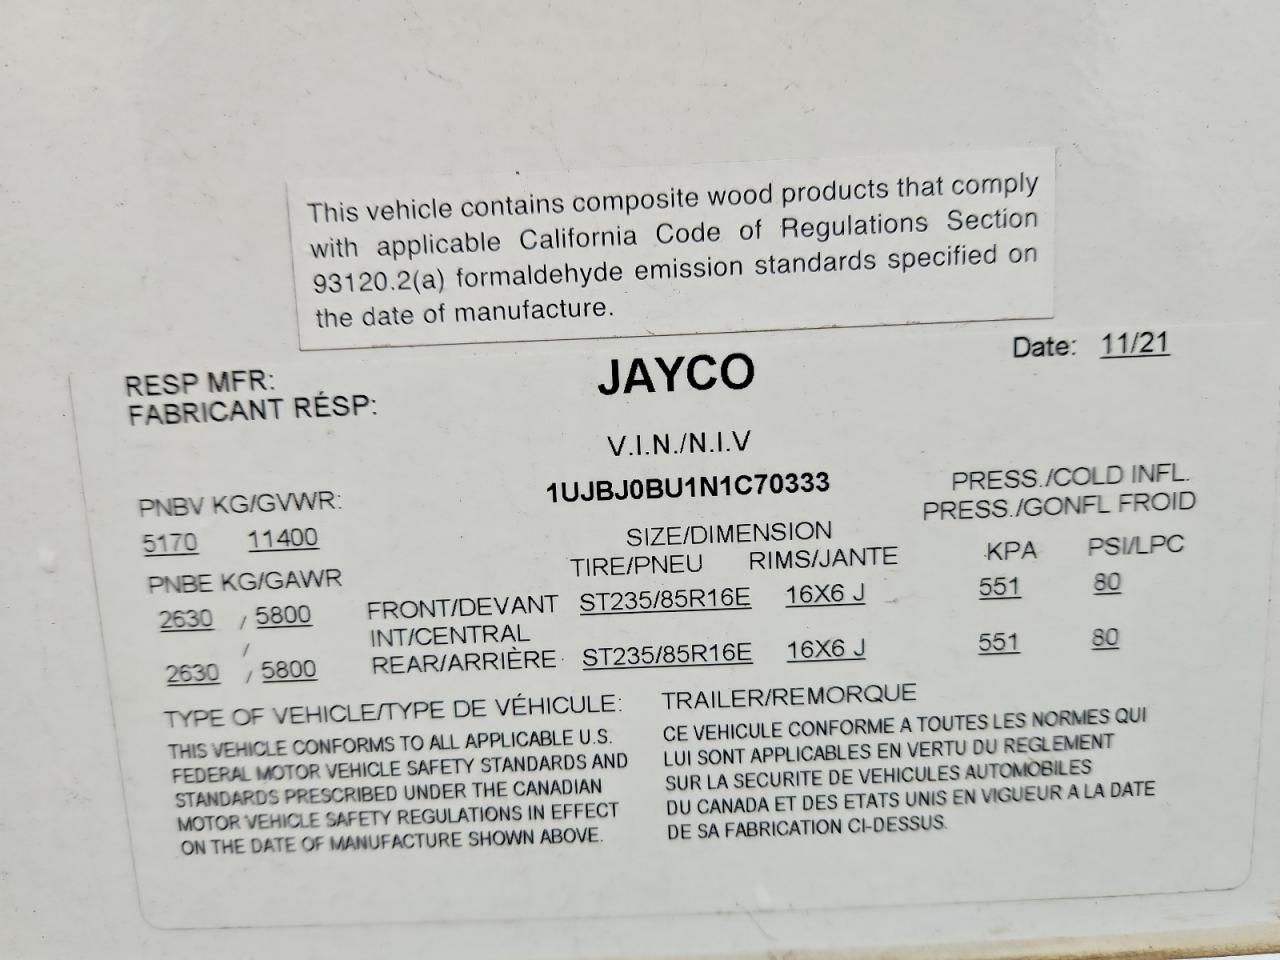 This vehicle contains composite wood products that comply
with applicable California Code of Regulations Section
93120.2(a) formaldehyde emission standards specified on
the date of manufacture.
RESP MFR:
FABRICANT RÉSP:
JAYCO
Date: 11/21
V.I.N./N.I.V
1UJBJ0BU1N1C70333
PNBV KG/GVWR:
5170 11400
PRESS./COLD INFL.
PRESS./GONFL FROID
SIZE/DIMENSION
TIRE/PNEU RIMS/JANTE KPA PSI/LPC
PNBE KG/GAWR
2630 / 5800 FRONT/DEVANT ST235/85R16E 16X6 J 551 80
/ INT/CENTRAL
2630 / 5800 REAR/ARRIÈRE ST235/85R16E 16X6 J 551 80
TYPE OF VEHICLE/TYPE DE VÉHICULE: TRAILER/REMORQUE
THIS VEHICLE CONFORMS TO ALL APPLICABLE U.S.
FEDERAL MOTOR VEHICLE SAFETY STANDARDS AND
STANDARDS PRESCRIBED UNDER THE CANADIAN
MOTOR VEHICLE SAFETY REGULATIONS IN EFFECT
ON THE DATE OF MANUFACTURE SHOWN ABOVE.
CE VEHICULE CONFORME A TOUTES LES NORMES QUI
LUI SONT APPLICABLES EN VERTU DU REGLEMENT
SUR LA SECURITE DE VEHICULES AUTOMOBILES
DU CANADA ET DES ETATS UNIS EN VIGUEUR A LA DATE
DE SA FABRICATION CI-DESSUS.